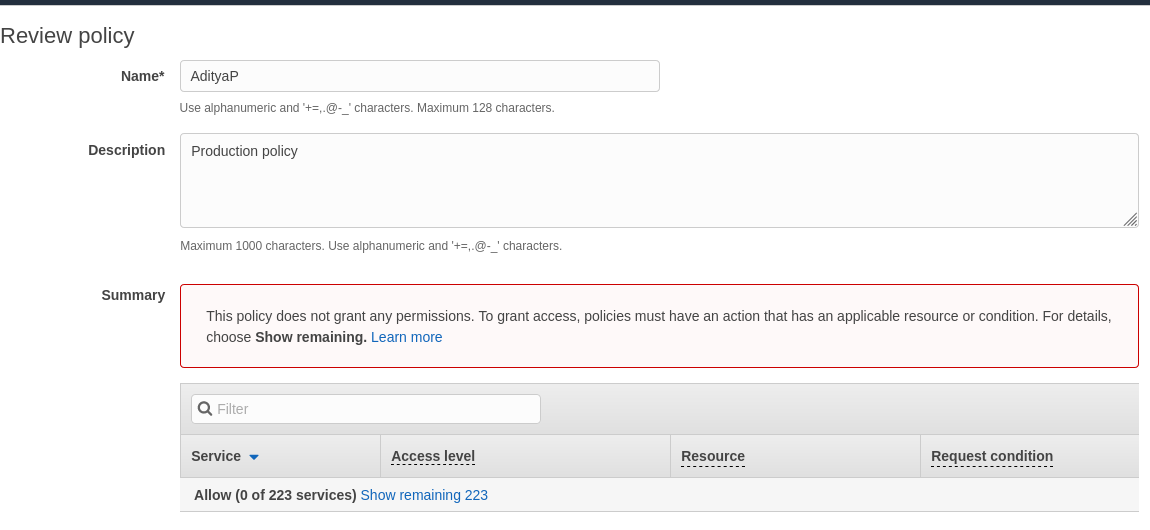 Review policy
Name*
AdityaP
Use alphanumeric and '+=,.@-_' characters. Maximum 128 characters.
Description
Production policy
Maximum 1000 characters. Use alphanumeric and '+=,.@-_' characters.
Summary
This policy does not grant any permissions. To grant access, policies must have an action that has an applicable resource or condition. For details,
choose Show remaining. Learn more
Filter
Service Access level Resource Request condition
Allow (0 of 223 services) Show remaining 223